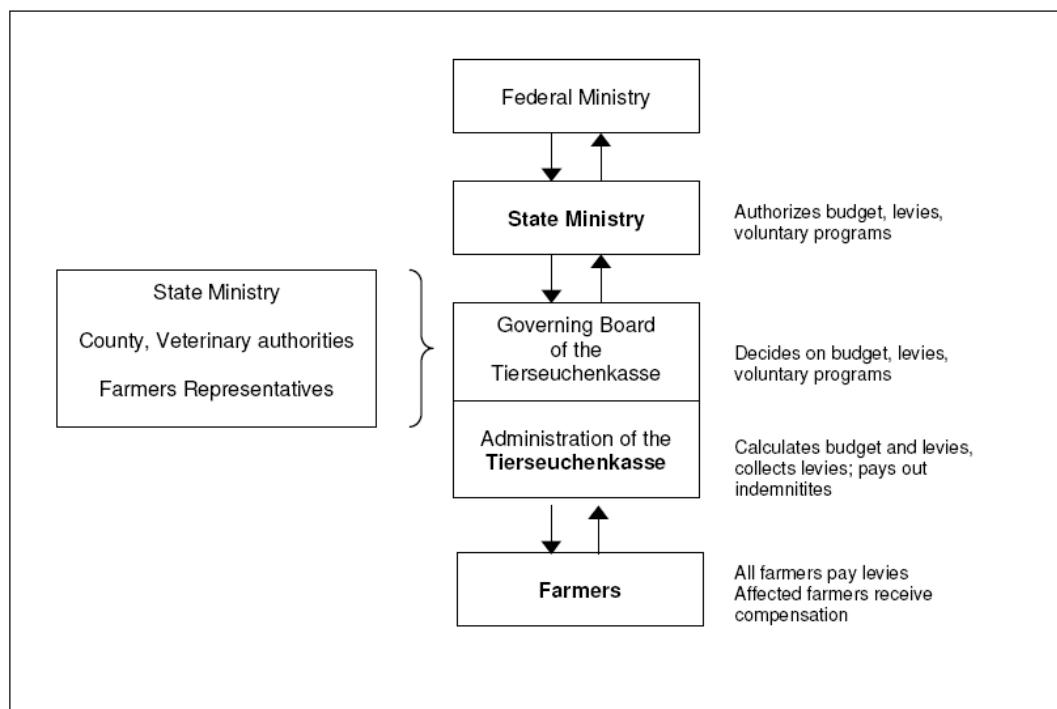 Federal Ministry
State Ministry
Authorizes budget, levies,
voluntary programs
State Ministry
County, Veterinary authorities
Farmers Representatives
Governing Board
of the
Tierseuchenkasse
Decides on budget, levies,
voluntary programs
Administration of the
Tierseuchenkasse
Calculates budget and levies,
collects levies; pays out
indemnitites
Farmers
All farmers pay levies
Affected farmers receive
compensation